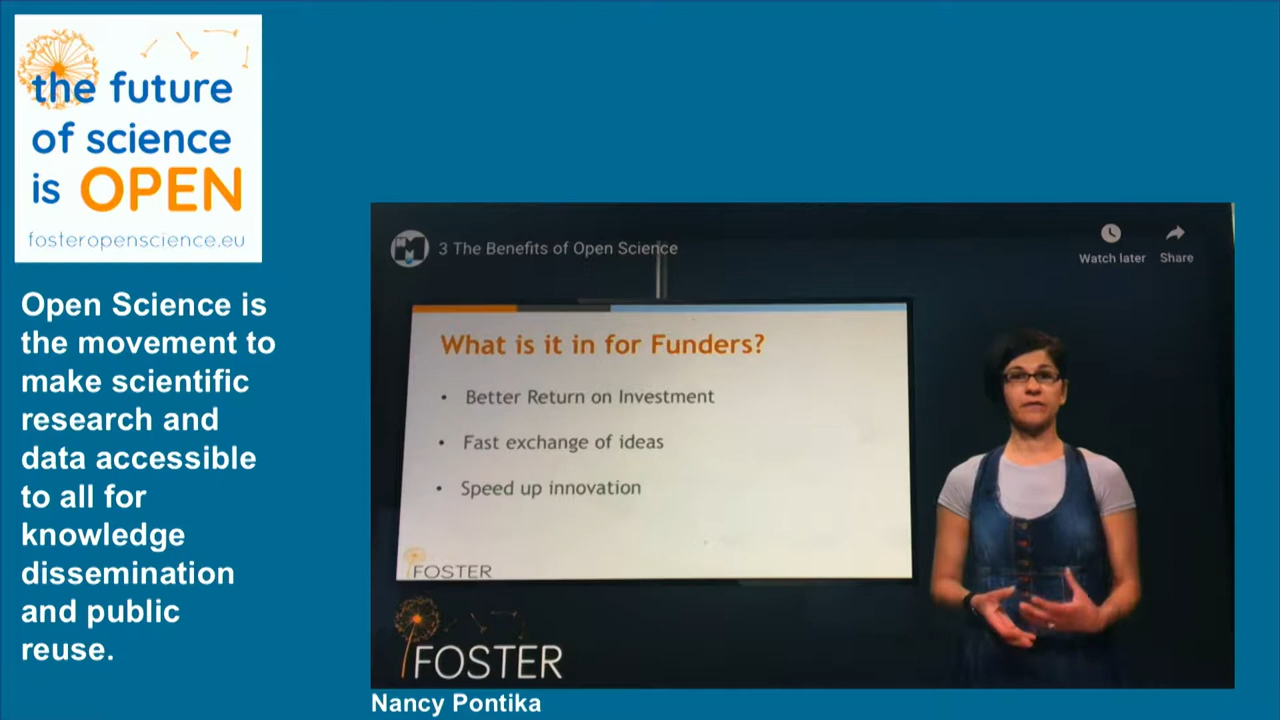 the future
of science
is OPEN
fosteropenscience.eu
Open Science is
the movement to
make scientific
research and
data accessible
to all for
knowledge
dissemination
and public
reuse.
3 The Benefits of Open Science
Watch later
Share
What is it in for Funders?
• Better Return on Investment
• Fast exchange of ideas
• Speed up innovation
FOSTER
FOSTER
Nancy Pontika